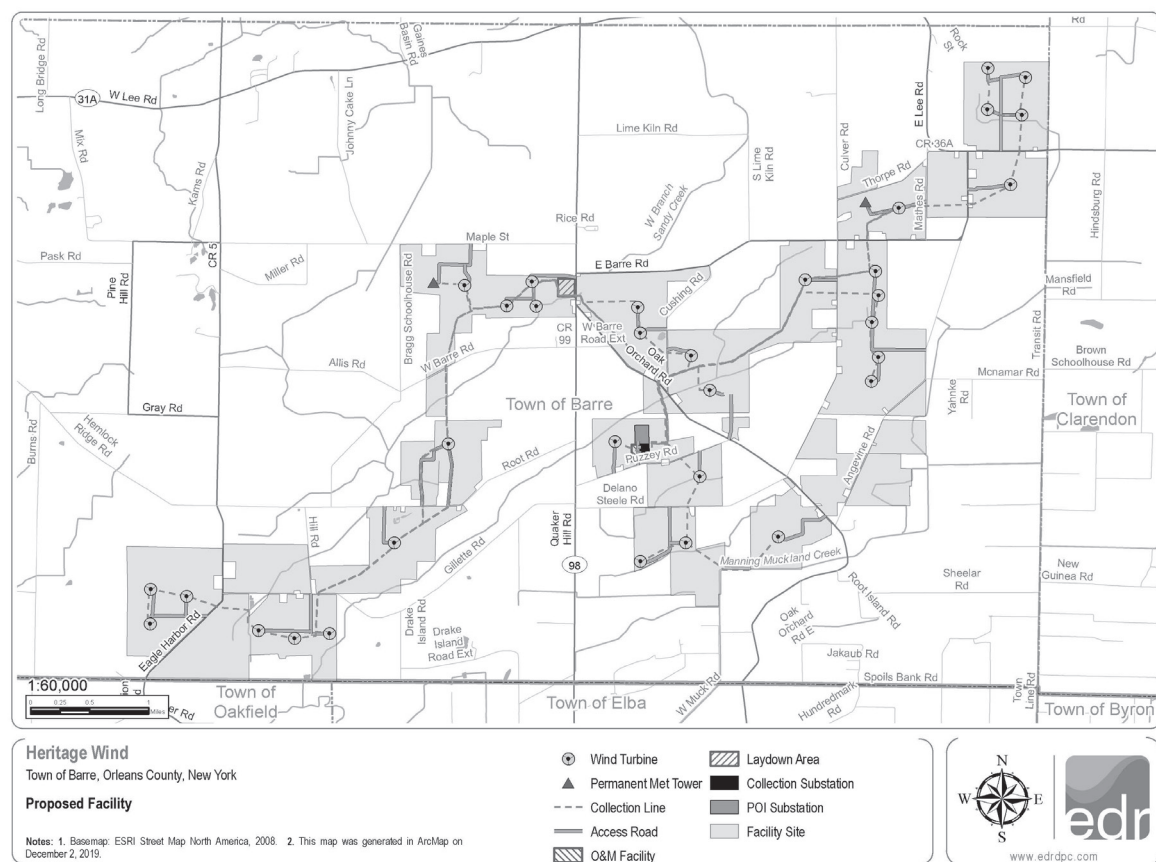 Rd
Long Bridge Rd
Gaines
Basin Rd
Rock
St
31A
W Lee Rd
Mix Rd
Johnny Cake Ln
Karns Rd
Lime Kiln Rd
S Lime
Kiln Rd
Culver Rd
E Lee Rd
CR 36A
Thorpe Rd
Mathes Rd
Hindsburg Rd
W Branch
Sandy Creek
Rice Rd
Maple St
Pask Rd
Pine
Hill Rd
CR 5
Miller Rd
Bragg Schoolhouse Rd
E Barre Rd
Cushing Rd
Mansfield
Rd
Transit Rd
CR
99
W Barre
Road Ext
Oak
Orchard Rd
W Barre Rd
Allis Rd
Brown
Schoolhouse Rd
Mcnamar Rd
Yahnke
Rd
Gray Rd
Town of Barre
Town of
Clarendon
Burns Rd
Hemlock
Ridge Rd
Root Rd
Puzzey Rd
Angevine Rd
Delano
Steele Rd
Hill Rd
Quaker
Hill Rd
98
Gillette Rd
Manning Muckland Creek
Sheelar Rd
New
Guinea Rd
Root Island Rd
Eagle Harbor Rd
Drake
Island Rd
Drake
Island
Road Ext
Oak
Orchard
Rd E
Jakaub Rd
Spoils Bank Rd
W Muck Rd
Hundredmark
Rd
Town
Line Rd
1:60,000
0 0.25 0.5 1
Miles
Town of
Oakfield
Town of Elba
Town of Byron
Heritage Wind
Town of Barre, Orleans County, New York
Proposed Facility
Notes: 1. Basemap: ESRI Street Map North America, 2008. 2. This map was generated in ArcMap on
December 2, 2019.
Wind Turbine
Permanent Met Tower
Collection Line
Access Road
O&M Facility
Laydown Area
Collection Substation
POI Substation
Facility Site
N
W E
S
edr
www.edrdpc.com